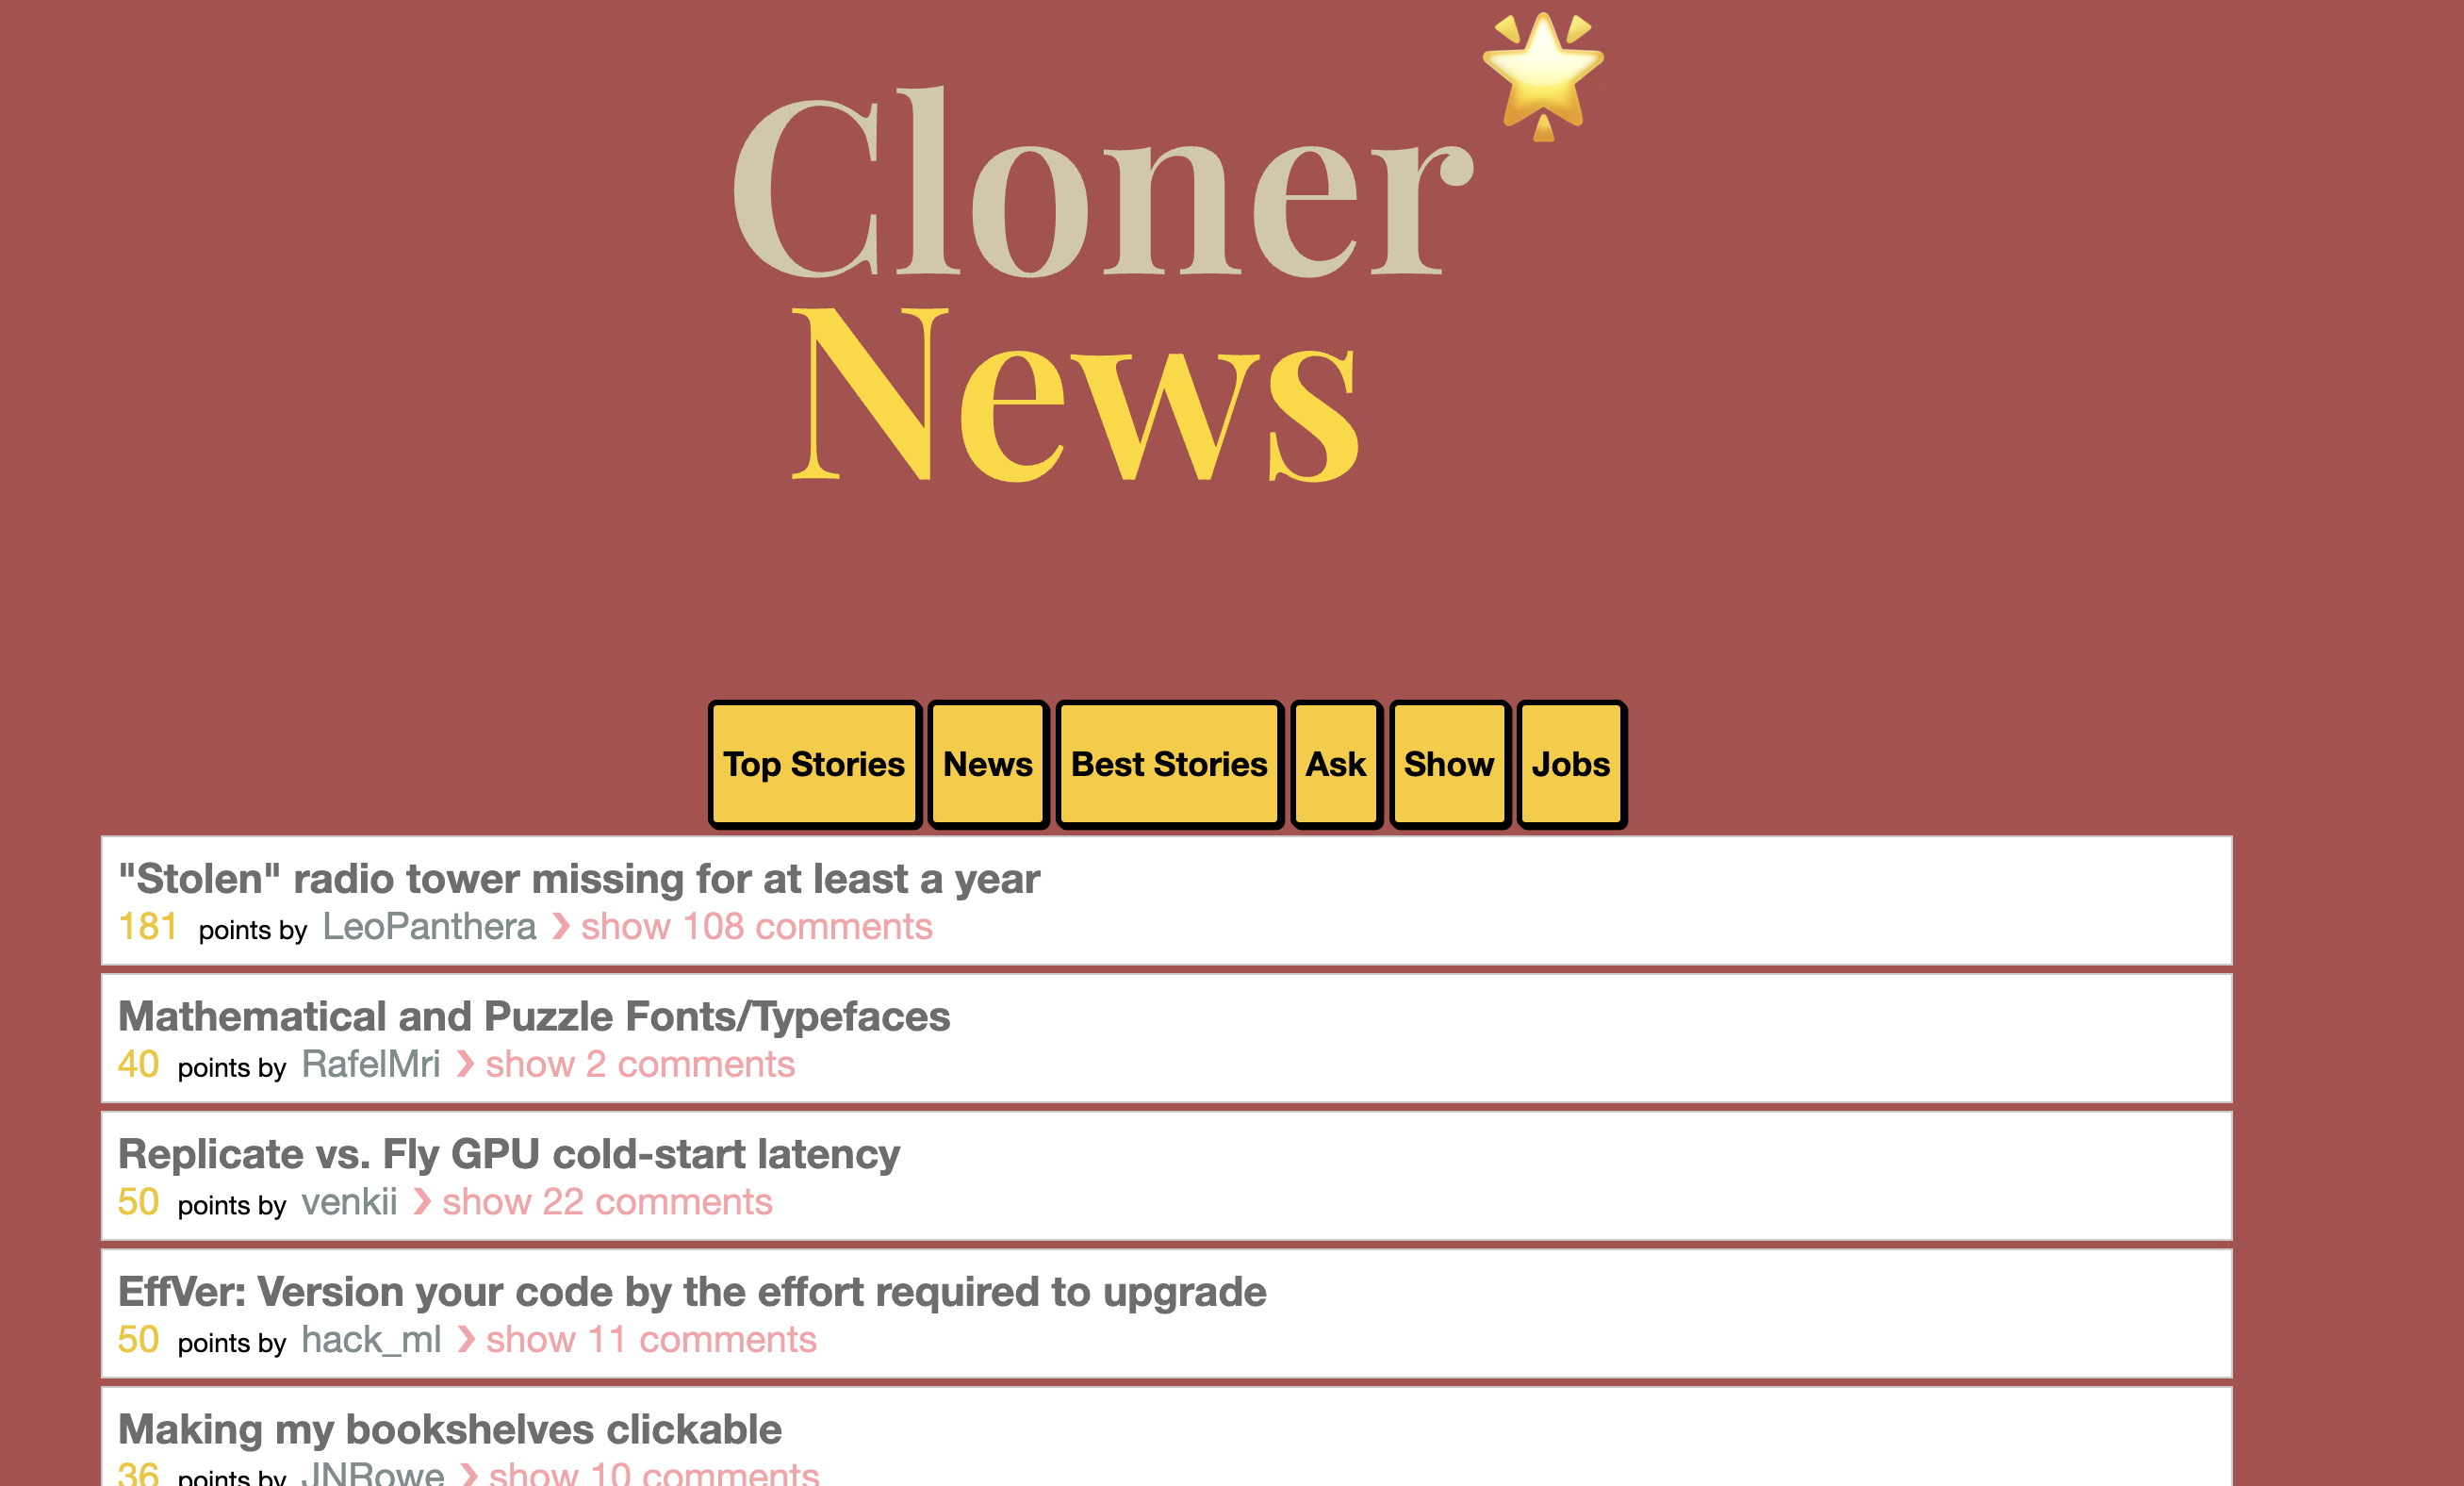 Cloner
News
Top Stories News Best Stories Ask Show Jobs
"Stolen" radio tower missing for at least a year
181 points by LeoPanthera ❯ show 108 comments
Mathematical and Puzzle Fonts/Typefaces
40 points by RafelMri ❯ show 2 comments
Replicate vs. Fly GPU cold-start latency
50 points by venkii ❯ show 22 comments
EffVer: Version your code by the effort required to upgrade
50 points by hack_ml ❯ show 11 comments
Making my bookshelves clickable
36 points by JNRowe ❯ show 10 comments